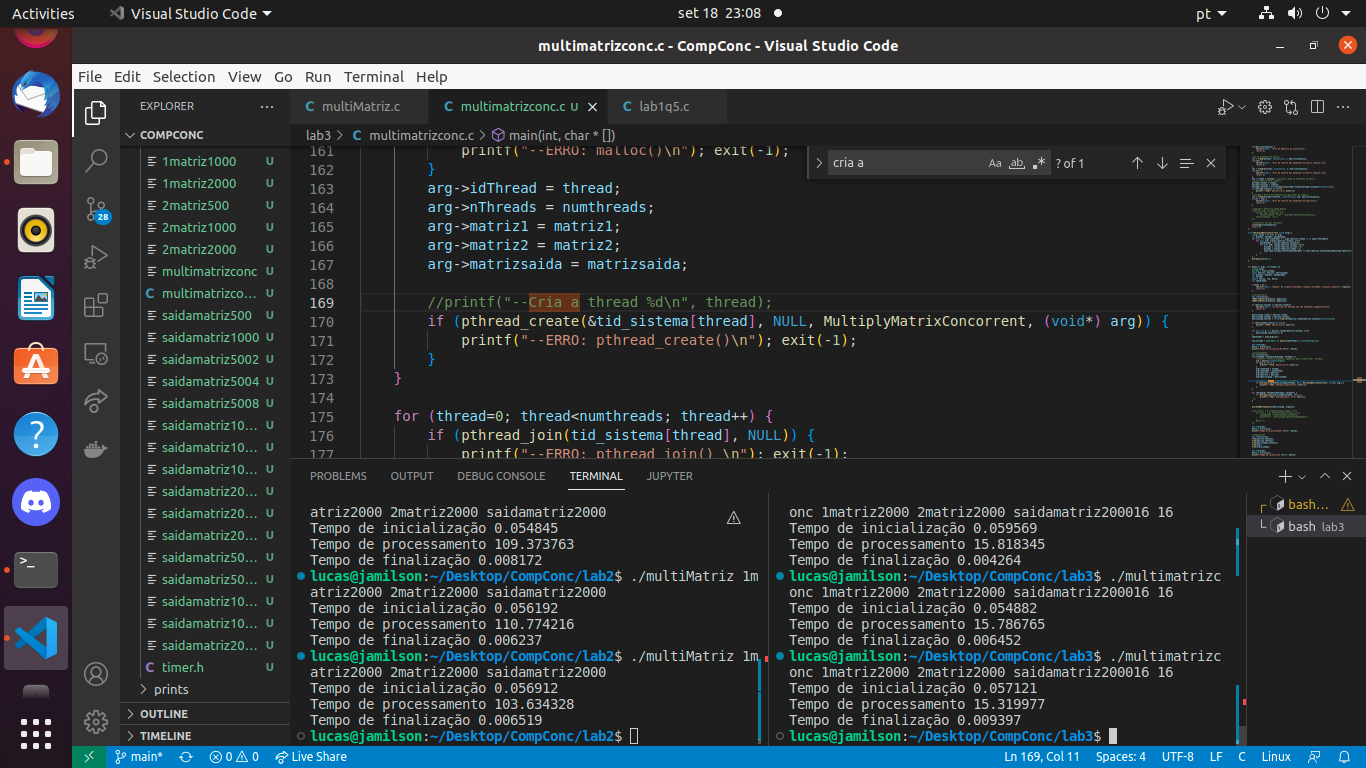 Activities
Visual Studio Code
set 18 23:08
pt
multimatrizconc.c - CompConc - Visual Studio Code
File Edit Selection View Go Run Terminal Help
EXPLORER
multiMatriz.c
multimatrizconc.c U
lab1q5.c
COMPCONC
lab3 > C multimatrizconc.c > main(int, char * [])
cria a
Aa ab .*
? of 1
1matriz1000 U
1matriz2000 U
2matriz500 U
2matriz1000 U
2matriz2000 U
multimatrizconc U
C multimatrizco... U
saidamatriz500 U
saidamatriz1000 U
saidamatriz5002 U
saidamatriz5004 U
saidamatriz5008 U
saidamatriz10... U
saidamatriz10... U
saidamatriz10... U
saidamatriz20... U
saidamatriz20... U
saidamatriz20... U
saidamatriz50... U
saidamatriz50... U
saidamatriz10... U
saidamatriz10... U
saidamatriz20... U
C timer.h U
prints
OUTLINE
TIMELINE
28
161 printf("--ERRO: malloc()\n"); exit(-1);
162 }
163 arg->idThread = thread;
164 arg->nThreads = numthreads;
165 arg->matriz1 = matriz1;
166 arg->matriz2 = matriz2;
167 arg->matrizsaida = matrizsaida;
168
169 //printf("--Cria a thread %d\n", thread);
170 if (pthread_create(&tid_sistema[thread], NULL, MultiplyMatrixConcorrent, (void*) arg)) {
171 printf("--ERRO: pthread_create()\n"); exit(-1);
172 }
173 }
174
175 for (thread=0; thread<numthreads; thread++) {
176 if (pthread_join(tid_sistema[thread], NULL)) {
177 printf("--ERRO: pthread_join() \n"); exit(-1);
PROBLEMS OUTPUT DEBUG CONSOLE TERMINAL JUPYTER
atriz2000 2matriz2000 saidamatriz2000
Tempo de inicialização 0.054845
Tempo de processamento 109.373763
Tempo de finalização 0.008172
lucas@jamilson:~/Desktop/CompConc/lab2$ ./multiMatriz 1m
atriz2000 2matriz2000 saidamatriz2000
Tempo de inicialização 0.056192
Tempo de processamento 110.774216
Tempo de finalização 0.006237
lucas@jamilson:~/Desktop/CompConc/lab2$ ./multiMatriz 1m
atriz2000 2matriz2000 saidamatriz2000
Tempo de inicialização 0.056912
Tempo de processamento 103.634328
Tempo de finalização 0.006519
lucas@jamilson:~/Desktop/CompConc/lab2$
onc 1matriz2000 2matriz2000 saidamatriz200016 16
Tempo de inicialização 0.059569
Tempo de processamento 15.818345
Tempo de finalização 0.004264
lucas@jamilson:~/Desktop/CompConc/lab3$ ./multimatrizc
onc 1matriz2000 2matriz2000 saidamatriz200016 16
Tempo de inicialização 0.054882
Tempo de processamento 15.786765
Tempo de finalização 0.006452
lucas@jamilson:~/Desktop/CompConc/lab3$ ./multimatrizc
onc 1matriz2000 2matriz2000 saidamatriz200016 16
Tempo de inicialização 0.057121
Tempo de processamento 15.319977
Tempo de finalização 0.009397
lucas@jamilson:~/Desktop/CompConc/lab3$
bash...
bash lab3
main* 0 0 Live Share Ln 169, Col 11 Spaces: 4 UTF-8 LF C Linux